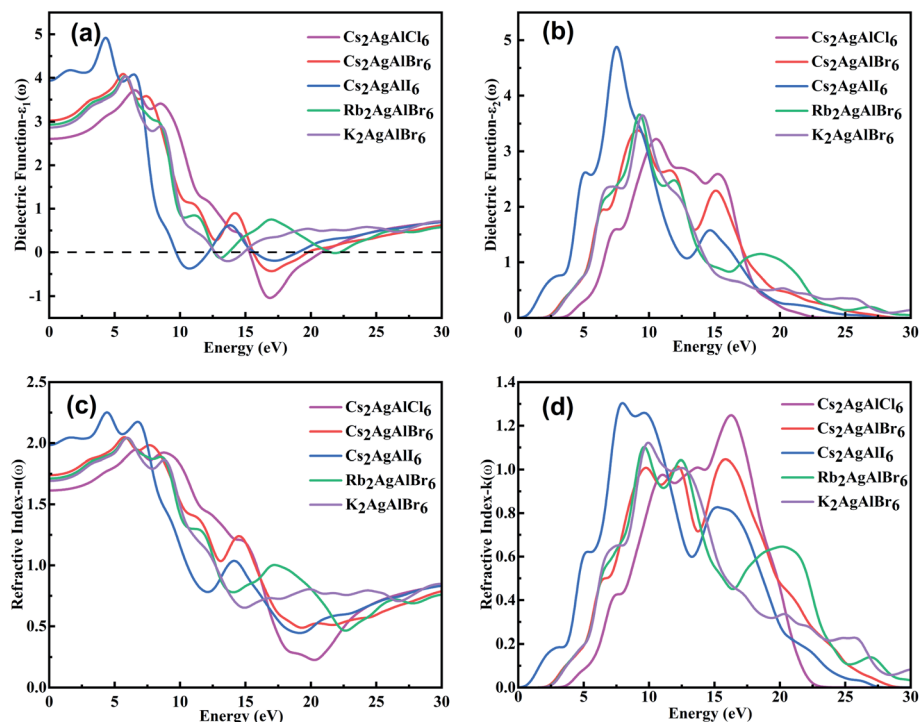 (a)
Cs₂AgAlCl₆
Cs₂AgAlBr₆
Cs₂AgAlI₆
Rb₂AgAlBr₆
K₂AgAlBr₆
Dielectric Function-ε₁(ω)
5
4
3
2
1
0
-1
0 5 10 15 20 25 30
Energy (eV)
(b)
Cs₂AgAlCl₆
Cs₂AgAlBr₆
Cs₂AgAlI₆
Rb₂AgAlBr₆
K₂AgAlBr₆
Dielectric Function-ε₂(ω)
5
4
3
2
1
0
0 5 10 15 20 25 30
Energy (eV)
(c)
Cs₂AgAlCl₆
Cs₂AgAlBr₆
Cs₂AgAlI₆
Rb₂AgAlBr₆
K₂AgAlBr₆
Refractive Index-n(ω)
2.5
2.0
1.5
1.0
0.5
0.0
0 5 10 15 20 25 30
Energy (eV)
(d)
Cs₂AgAlCl₆
Cs₂AgAlBr₆
Cs₂AgAlI₆
Rb₂AgAlBr₆
K₂AgAlBr₆
Refractive Index-k(ω)
1.4
1.2
1.0
0.8
0.6
0.4
0.2
0.0
0 5 10 15 20 25 30
Energy (eV)